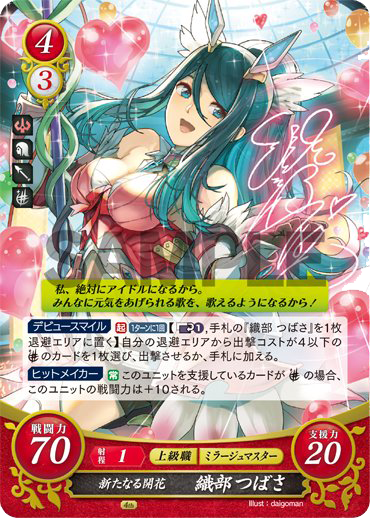 4
3
SAMPLE
私、絶対にアイドルになるから。
みんなに元気をあげられる歌を、歌えるようになるから!
デビュースマイル 起 1ターンに1回【1,手札の『織部 つばさ』を1枚
退避エリアに置く】自分の退避エリアから出撃コストが4以下
のカードを1枚選び、出撃させるか、手札に加える。
ヒットメイカー 常 このユニットを支援しているカードが の場合、
このユニットの戦闘力は+10される。
戦闘力
70
射程 1 上級職 ミラージュマスター
支援力
20
新たなる開花 織部 つばさ
4th
Illust:daigoman